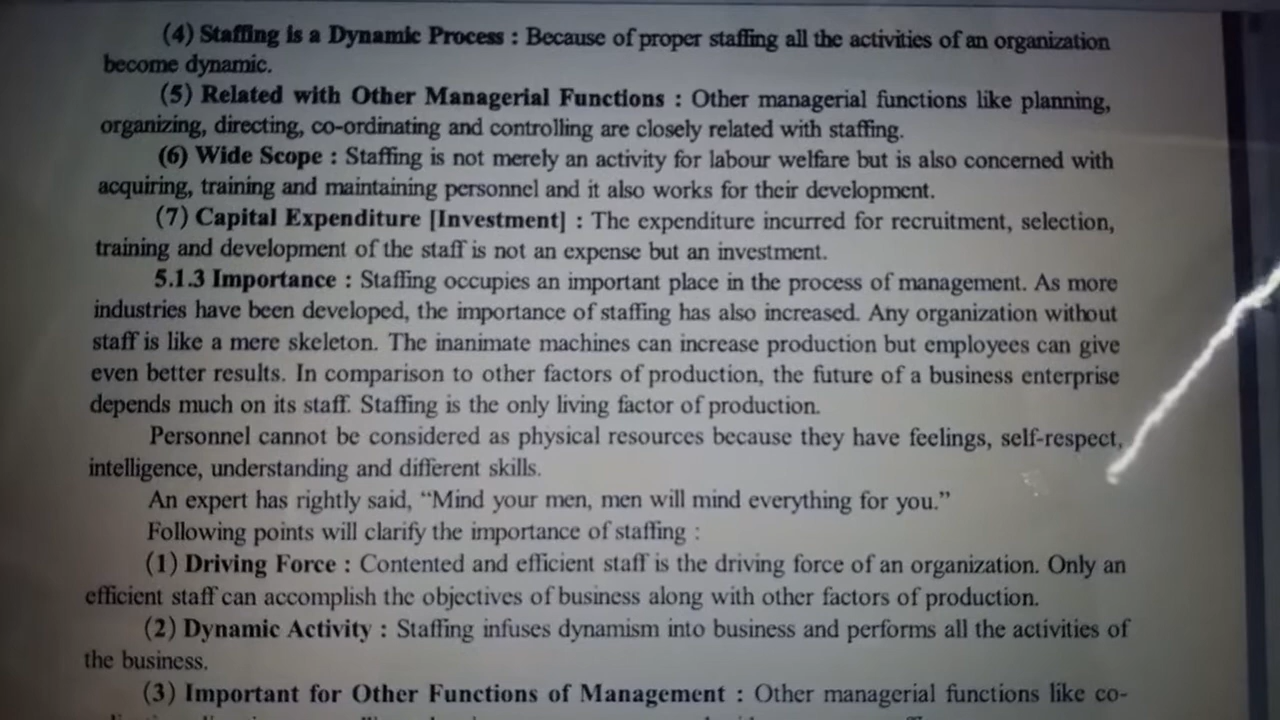 (4) Staffing is a Dynamic Process : Because of proper staffing all the activities of an organization
become dynamic.
(5) Related with Other Managerial Functions : Other managerial functions like planning,
organizing, directing, co-ordinating and controlling are closely related with staffing.
(6) Wide Scope : Staffing is not merely an activity for labour welfare but is also concerned with
acquiring, training and maintaining personnel and it also works for their development.
(7) Capital Expenditure [Investment] : The expenditure incurred for recruitment, selection,
training and development of the staff is not an expense but an investment.
5.1.3 Importance : Staffing occupies an important place in the process of management. As more
industries have been developed, the importance of staffing has also increased. Any organization without
staff is like a mere skeleton. The inanimate machines can increase production but employees can give
even better results. In comparison to other factors of production, the future of a business enterprise
depends much on its staff. Staffing is the only living factor of production.
Personnel cannot be considered as physical resources because they have feelings, self-respect,
intelligence, understanding and different skills.
An expert has rightly said, “Mind your men, men will mind everything for you.”
Following points will clarify the importance of staffing :
(1) Driving Force : Contented and efficient staff is the driving force of an organization. Only an
efficient staff can accomplish the objectives of business along with other factors of production.
(2) Dynamic Activity : Staffing infuses dynamism into business and performs all the activities of
the business.
(3) Important for Other Functions of Management : Other managerial functions like co-